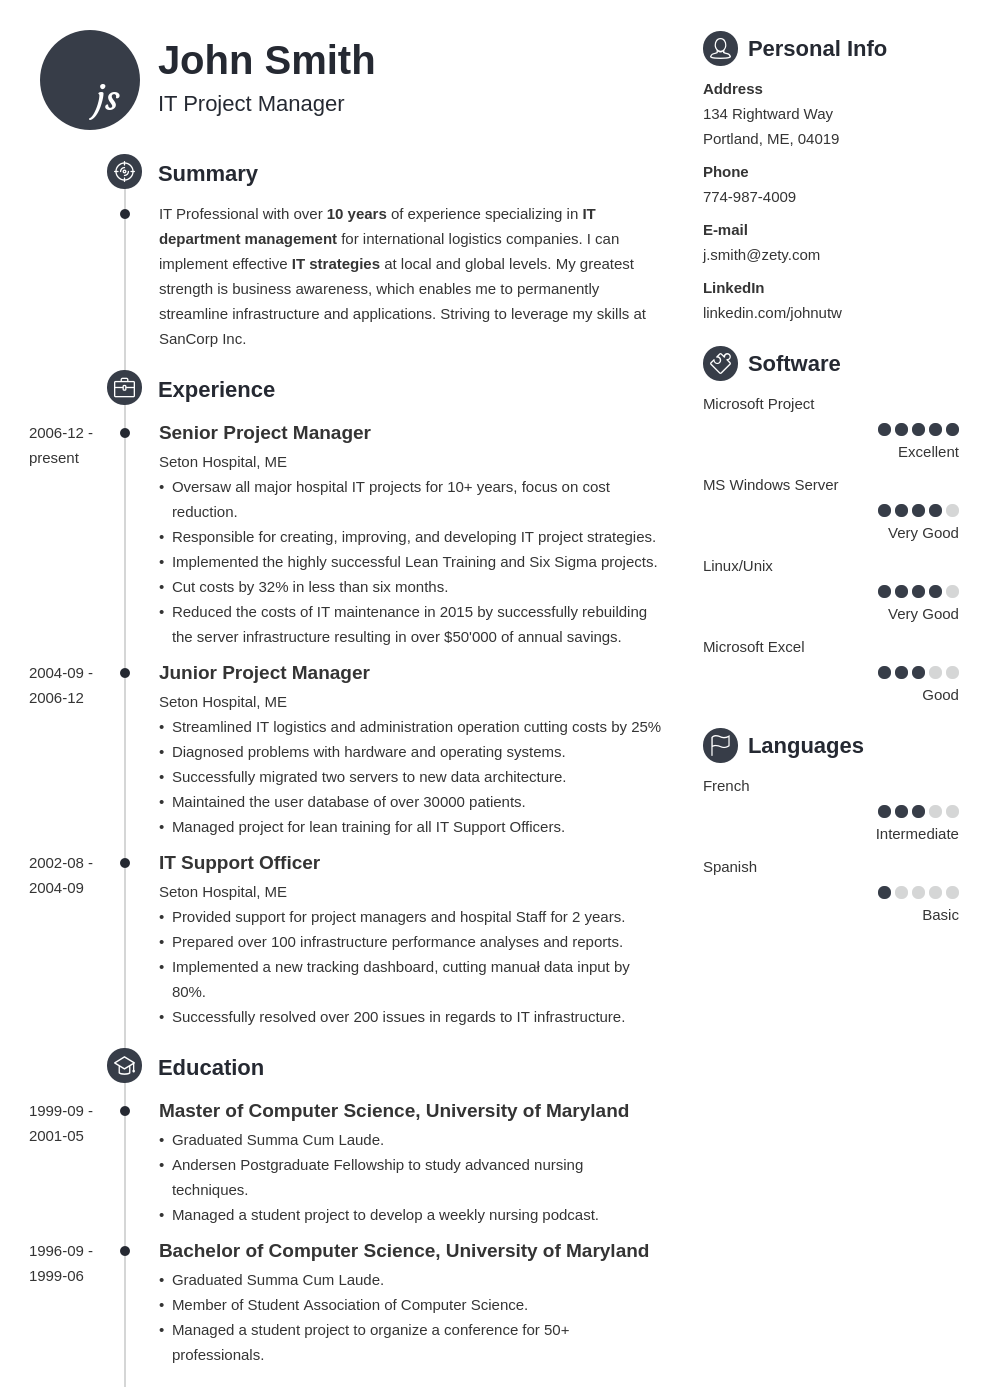 js
John Smith
IT Project Manager
Summary
IT Professional with over 10 years of experience specializing in IT
department management for international logistics companies. I can
implement effective IT strategies at local and global levels. My greatest
strength is business awareness, which enables me to permanently
streamline infrastructure and applications. Striving to leverage my skills at
SanCorp Inc.
Experience
2006-12 -
present
Senior Project Manager
Seton Hospital, ME
• Oversaw all major hospital IT projects for 10+ years, focus on cost
reduction.
• Responsible for creating, improving, and developing IT project strategies.
• Implemented the highly successful Lean Training and Six Sigma projects.
• Cut costs by 32% in less than six months.
• Reduced the costs of IT maintenance in 2015 by successfully rebuilding
the server infrastructure resulting in over $50'000 of annual savings.
2004-09 -
2006-12
Junior Project Manager
Seton Hospital, ME
• Streamlined IT logistics and administration operation cutting costs by 25%
• Diagnosed problems with hardware and operating systems.
• Successfully migrated two servers to new data architecture.
• Maintained the user database of over 30000 patients.
• Managed project for lean training for all IT Support Officers.
2002-08 -
2004-09
IT Support Officer
Seton Hospital, ME
• Provided support for project managers and hospital Staff for 2 years.
• Prepared over 100 infrastructure performance analyses and reports.
• Implemented a new tracking dashboard, cutting manuał data input by
80%.
• Successfully resolved over 200 issues in regards to IT infrastructure.
Education
1999-09 -
2001-05
Master of Computer Science, University of Maryland
• Graduated Summa Cum Laude.
• Andersen Postgraduate Fellowship to study advanced nursing
techniques.
• Managed a student project to develop a weekly nursing podcast.
1996-09 -
1999-06
Bachelor of Computer Science, University of Maryland
• Graduated Summa Cum Laude.
• Member of Student Association of Computer Science.
• Managed a student project to organize a conference for 50+
professionals.
Personal Info
Address
134 Rightward Way
Portland, ME, 04019
Phone
774-987-4009
E-mail
j.smith@zety.com
LinkedIn
linkedin.com/johnutw
Software
Microsoft Project
Excellent
MS Windows Server
Very Good
Linux/Unix
Very Good
Microsoft Excel
Good
Languages
French
Intermediate
Spanish
Basic